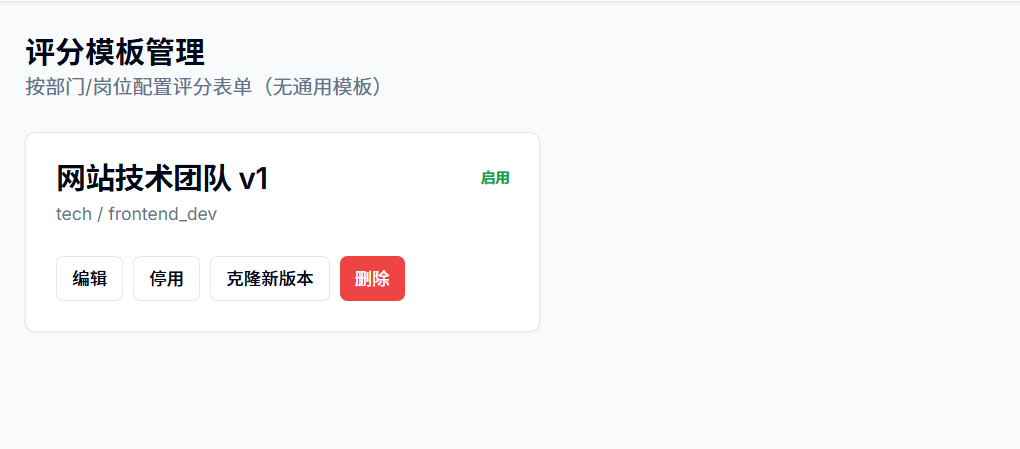 评分模板管理
按部门/岗位配置评分表单（无通用模板）
网站技术团队 v1
启用
tech / frontend_dev
编辑 停用 克隆新版本 删除